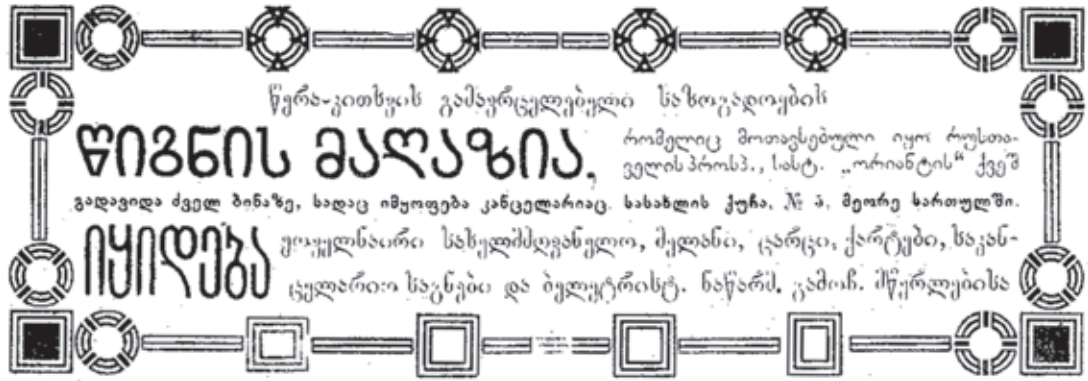 წერა-კითხვის გამავრცელებელი საზოგადოების
წიგნის მაღაზია,
რომელიც მოთავსებული იყო რუსთა-
ველის პროსპ., სასტ. „ორიანტის“ ქვეშ
გადავიდა ძველ ბინაზე, სადაც იმყოფება კანცელარიაც. სასახლის ქუჩა, № 3, მეორე სართულში.
იყიდება
ყოველნაირი სახელმძღვანელო, მელანი, ცარცი, ქარტები, საკან-
ცელარიო საგნები და ბელეტრისტ. ნაწარმ. გამოჩ. მწერლებისა